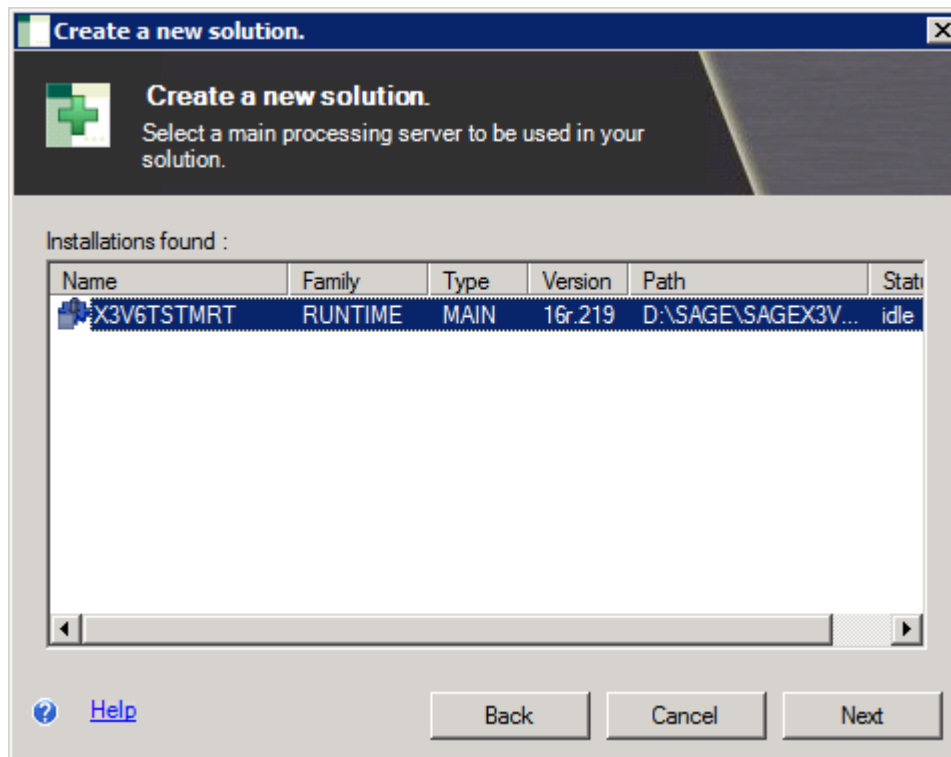 Create a new solution.
Create a new solution.
Select a main processing server to be used in your
solution.
Installations found :
Name Family Type Version Path Statu
X3V6TSTMRT RUNTIME MAIN 16r.219 D:\SAGE\SAGEX3V... idle
Help Back Cancel Next